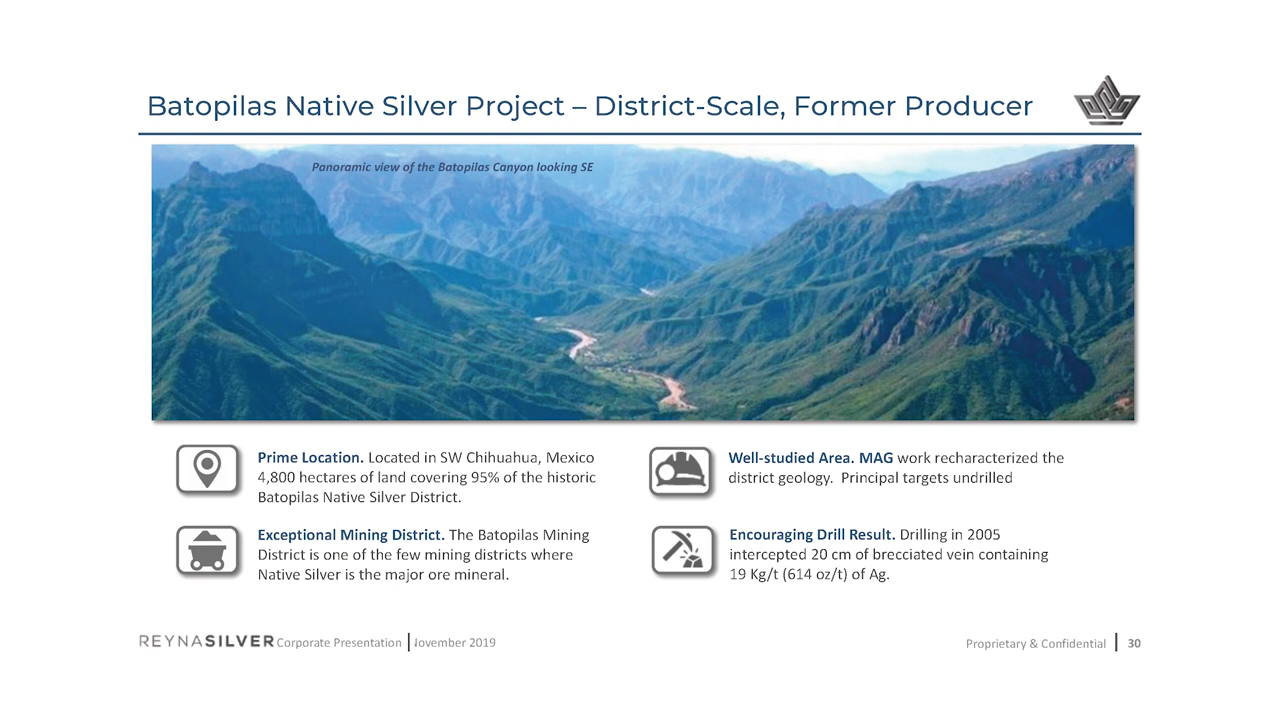 Batopilas Native Silver Project – District-Scale, Former Producer
Panoramic view of the Batopilas Canyon looking SE
Prime Location. Located in SW Chihuahua, Mexico
4,800 hectares of land covering 95% of the historic
Batopilas Native Silver District.
Exceptional Mining District. The Batopilas Mining
District is one of the few mining districts where
Native Silver is the major ore mineral.
Well-studied Area. MAG work recharacterized the
district geology. Principal targets undrilled
Encouraging Drill Result. Drilling in 2005
intercepted 20 cm of brecciated vein containing
19 Kg/t (614 oz/t) of Ag.
REYNASILVER Corporate Presentation | November 2019
Proprietary & Confidential | 30